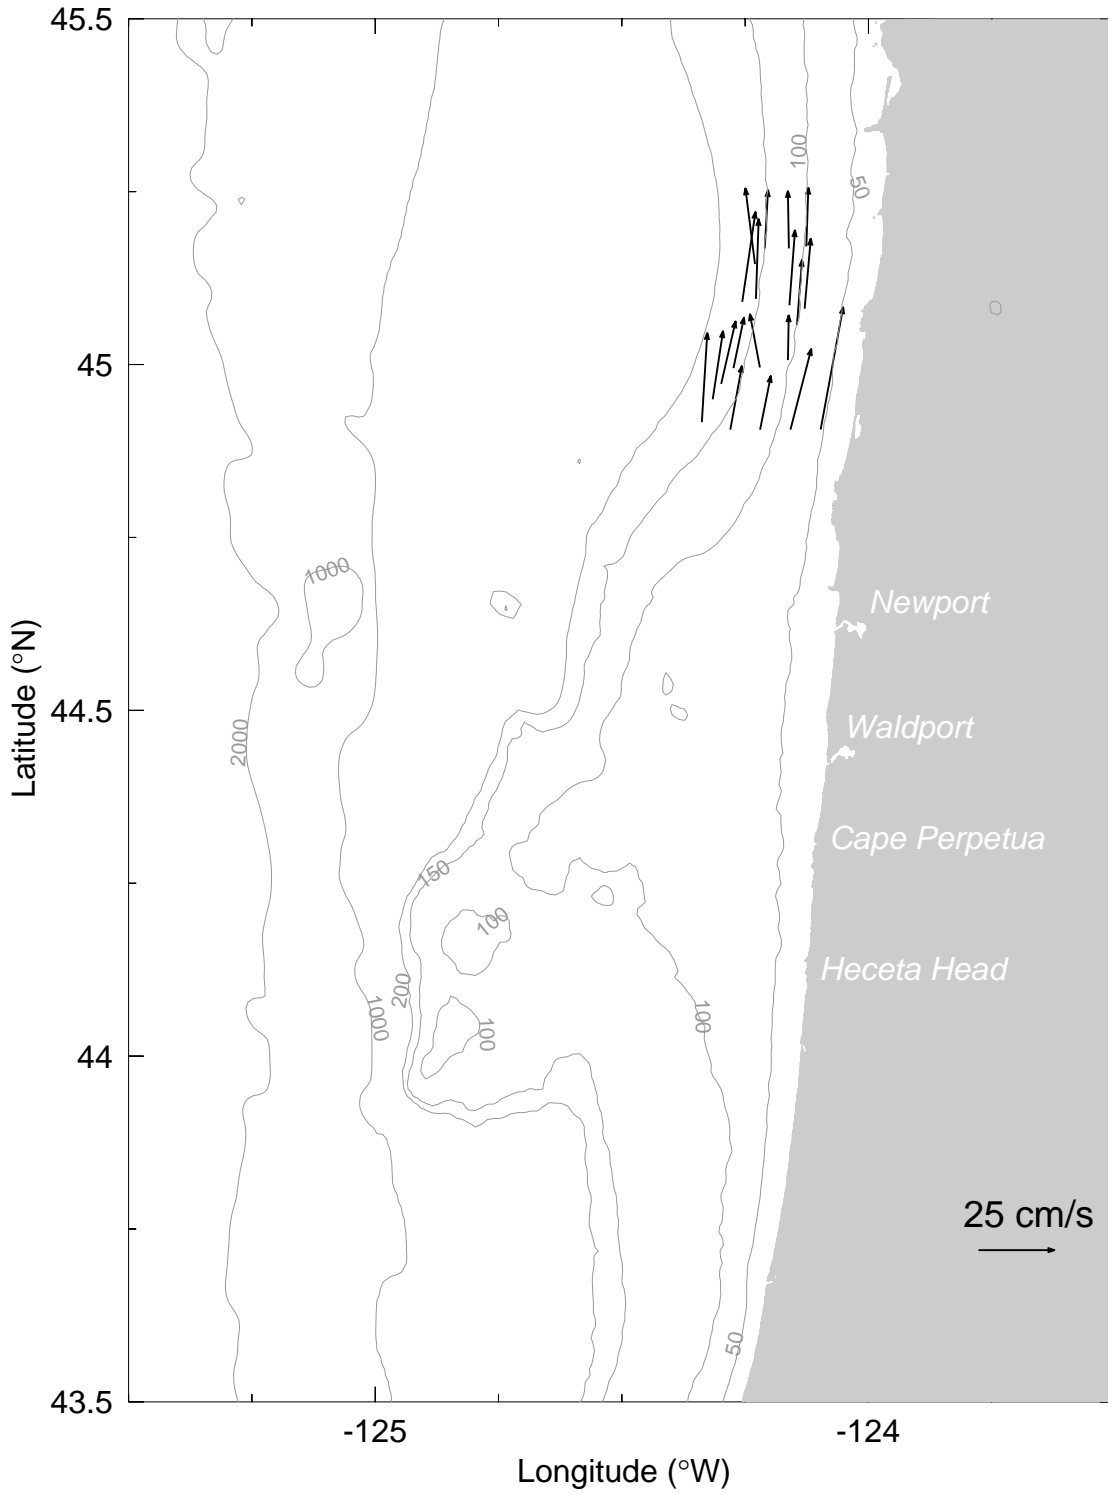 45.5
100
50
45
1000
Newport
Latitude (°N)
44.5
2000
Waldport
Cape Perpetua
150
100
Heceta Head
200
1000
100
100
44
25 cm/s
50
43.5
-125
-124
Longitude (°W)